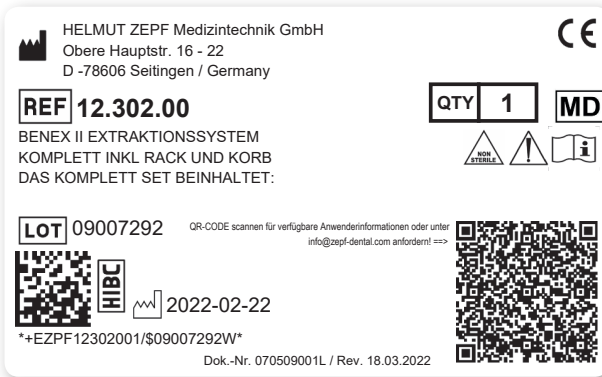 HELMUT ZEPF Medizintechnik GmbH
Obere Hauptstr. 16 - 22
D -78606 Seitingen / Germany
CE
REF 12.302.00
QTY 1
MD
BENEX II EXTRAKTIONSSYSTEM
KOMPLETT INKL RACK UND KORB
DAS KOMPLETT SET BEINHALTET:
NON
STERILE
i
LOT 09007292
QR-CODE scannen für verfügbare Anwenderinformationen oder unter
info@zepf-dental.com anfordern! ==>
HIBC
2022-02-22
*+EZPF12302001/$09007292W*
Dok.-Nr. 070509001L / Rev. 18.03.2022